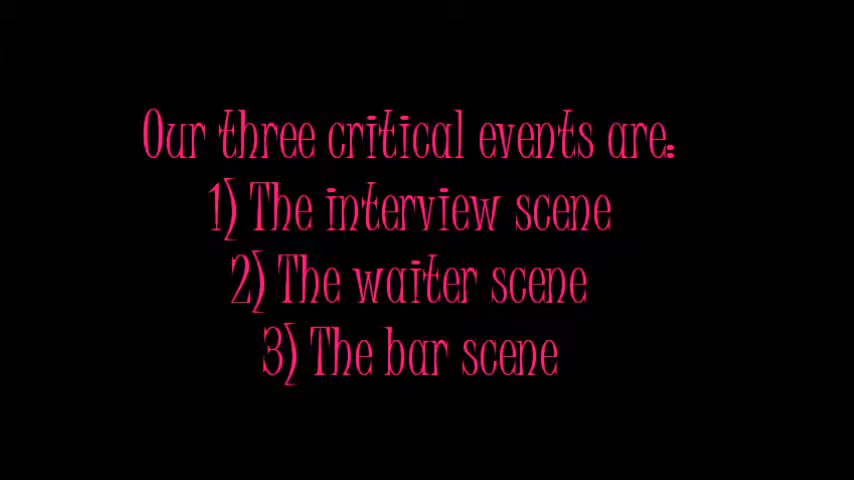 Our three critical events are:
1) The interview scene
2) The waiter scene
3) The bar scene